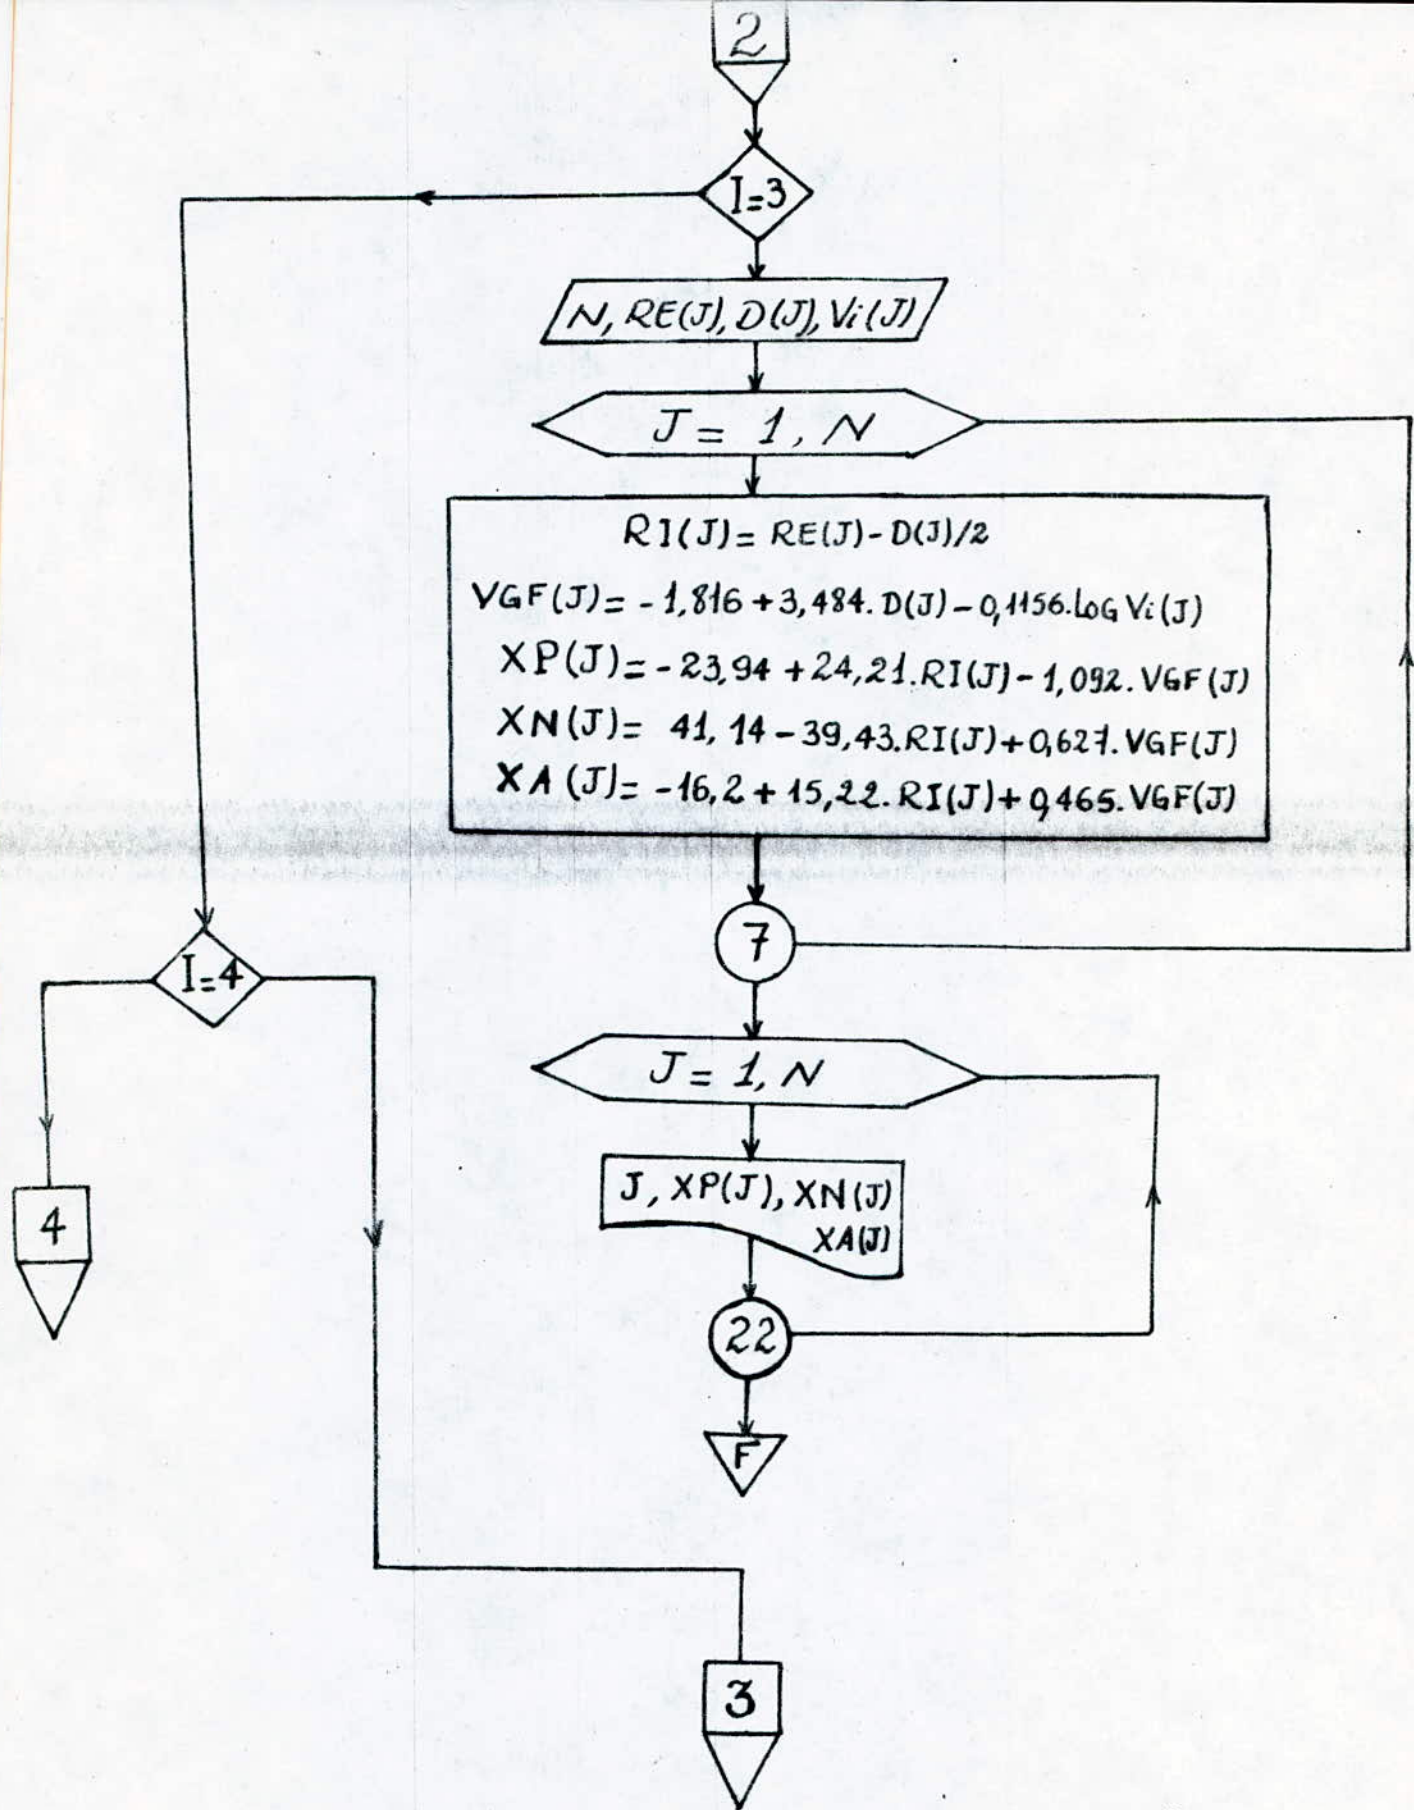 2
I=3
N, RE(J), D(J), Vi(J)
J = 1, N
RI(J)= RE(J)-D(J)/2
VGF(J)= -1,816+3,484. D(J)-0,1156.LOG Vi(J)
XP(J)= -23,94 +24,21.RI(J)-1,092. VGF(J)
XN(J)= 41, 14-39,43.RI(J)+0,627. VGF(J)
XA (J)= -16,2+15,22. RI(J)+0,465. VGF(J)
7
I=4
J = 1, N
J, XP(J), XN(J)
XA(J)
4
22
F
3